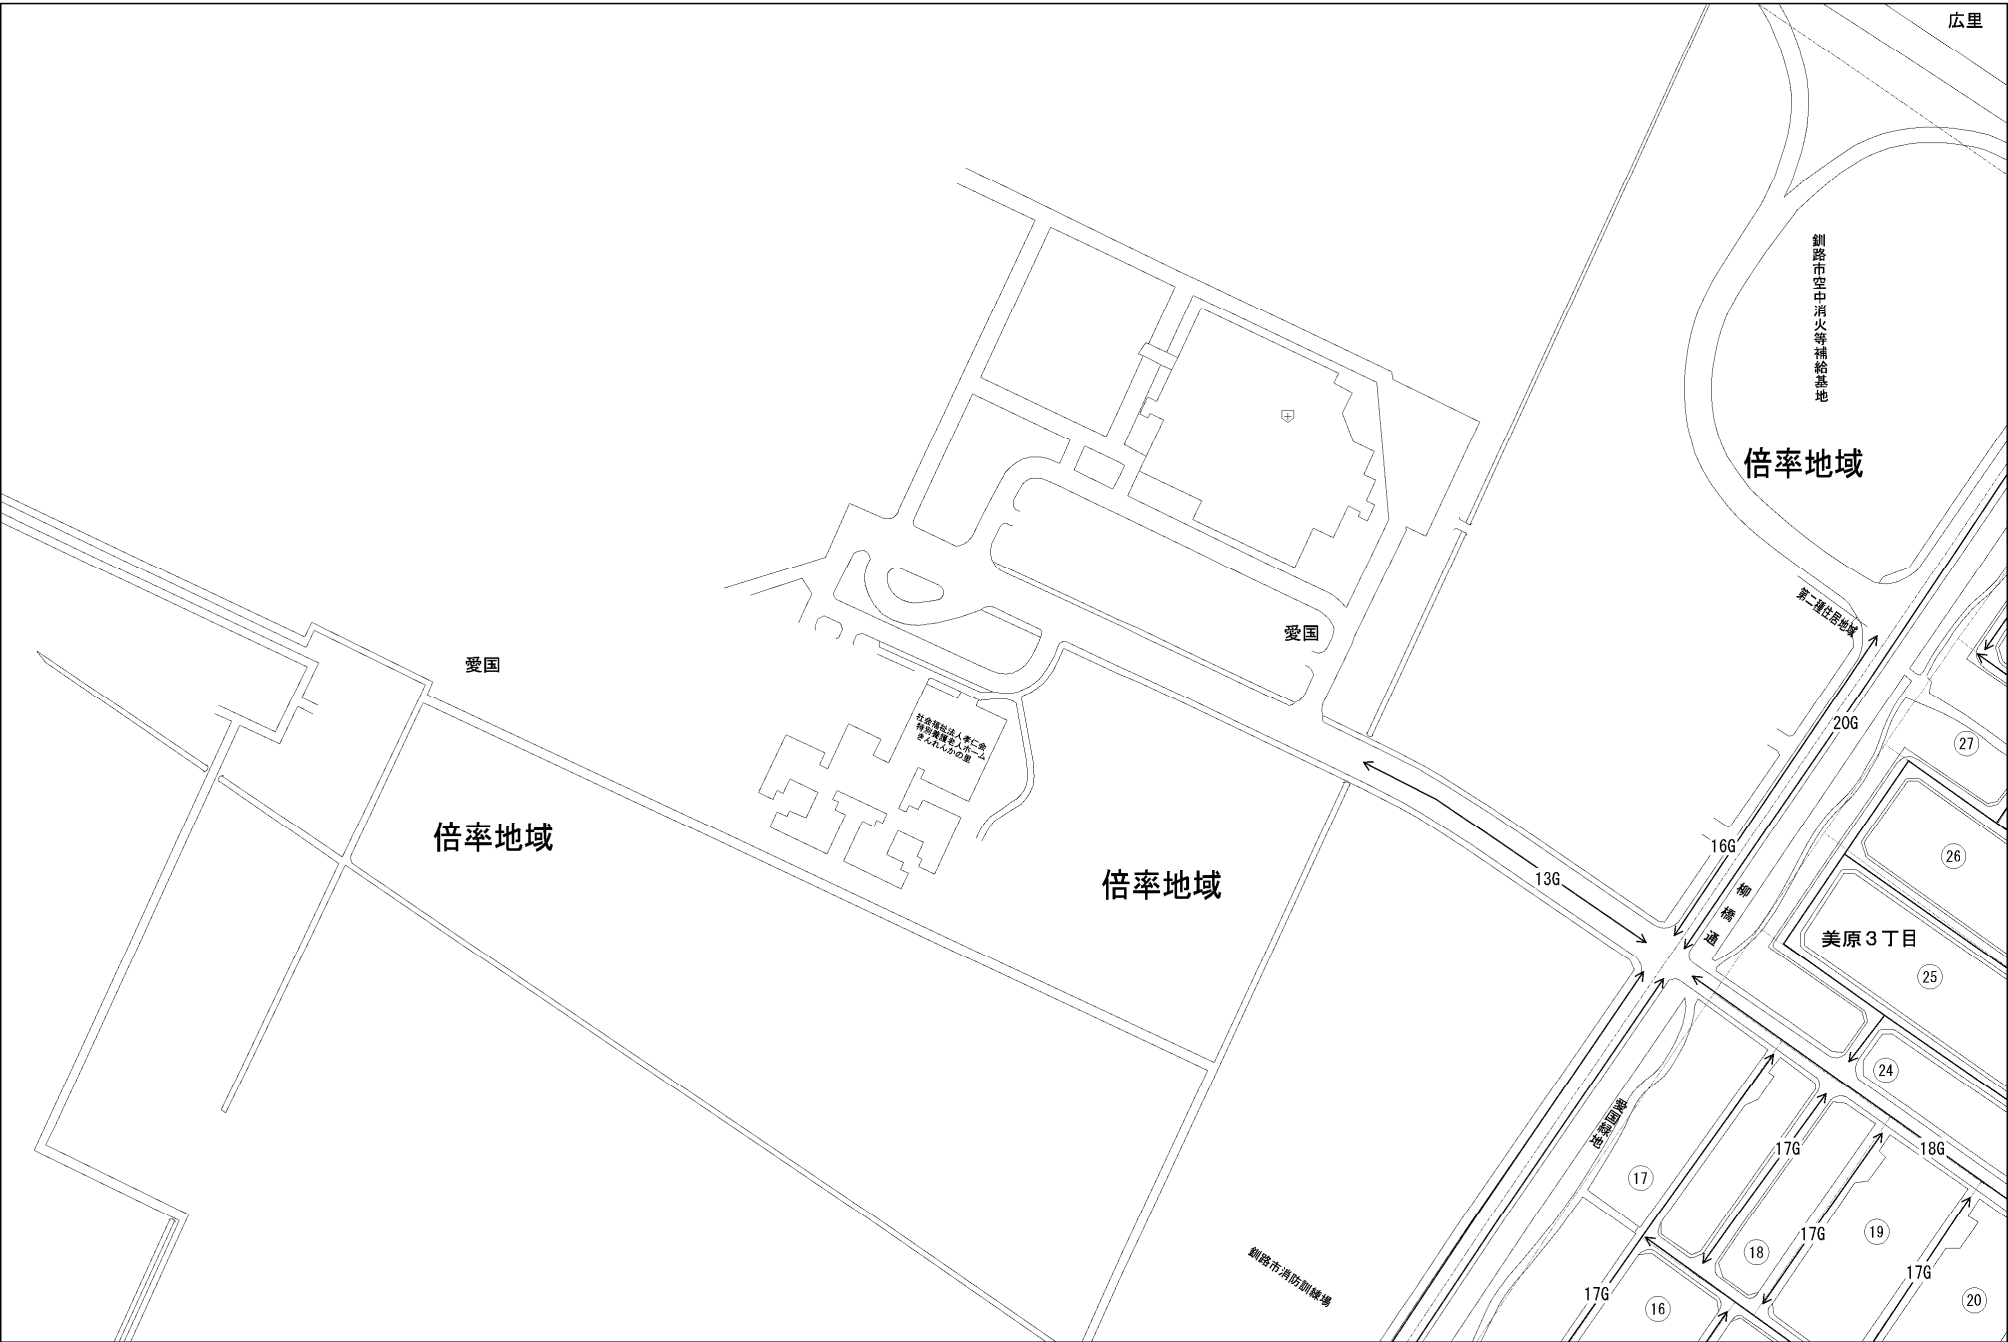 広里
釧路市空中消火等補給基地
倍率地域
第二種住居地域
愛国
愛国
社会福祉法人孝仁会
特別養護老人ホーム
きんれんかの里
20G
27
倍率地域
16G
26
13G
倍率地域
柳橋通
美原3丁目
25
24
愛国緑地
17G
18G
17
19
17G
18
釧路市消防訓練場
17G
17G
16
20